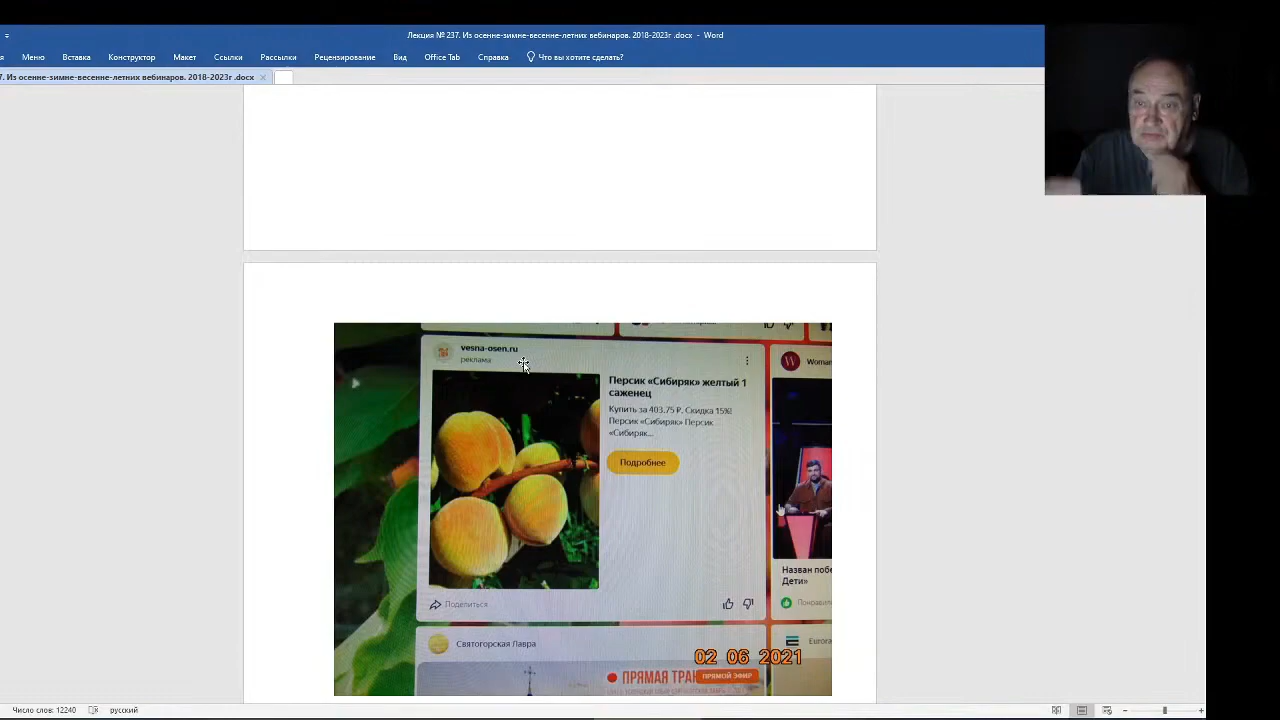 Лекция № 237. Из осенне-зимне-весенне-летних вебинаров. 2018-2023г .docx - Word
Меню Вставка Конструктор Макет Ссылки Рассылки Рецензирование Вид Office Tab Справка Что вы хотите сделать?
7. Из осенне-зимне-весенне-летних вебинаров. 2018-2023г .docx
vesna-osen.ru
реклама
Персик «Сибиряк» желтый 1
саженец
Купить за 403.75 ₽. Скидка 15%!
Персик «Сибиряк» Персик
«Сибиряк...
Подробнее
Поделиться
W Woman
Назван побе
Дети»
Понравил
Святогорская Лавра
Eurora
ПРЯМАЯ ТРАН
ПРЯМОЙ ЭФИР
02 06 2021
Число слов: 12240 русский